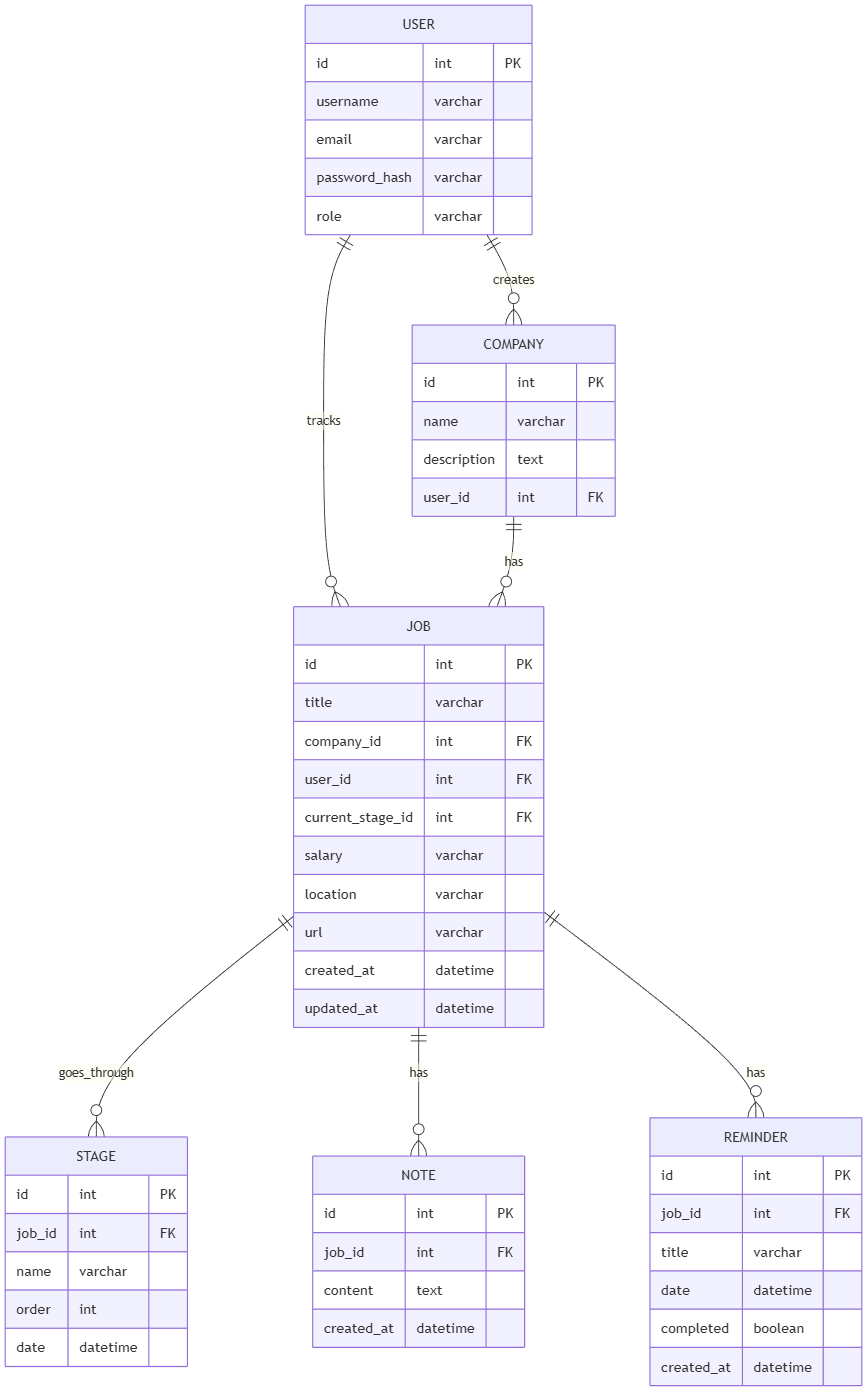 USER
id int PK
username varchar
email varchar
password_hash varchar
role varchar
creates
tracks
COMPANY
id int PK
name varchar
description text
user_id int FK
has
JOB
id int PK
title varchar
company_id int FK
user_id int FK
current_stage_id int FK
salary varchar
location varchar
url varchar
created_at datetime
updated_at datetime
goes_through
has
has
STAGE
id int PK
job_id int FK
name varchar
order int
date datetime
NOTE
id int PK
job_id int FK
content text
created_at datetime
REMINDER
id int PK
job_id int FK
title varchar
date datetime
completed boolean
created_at datetime